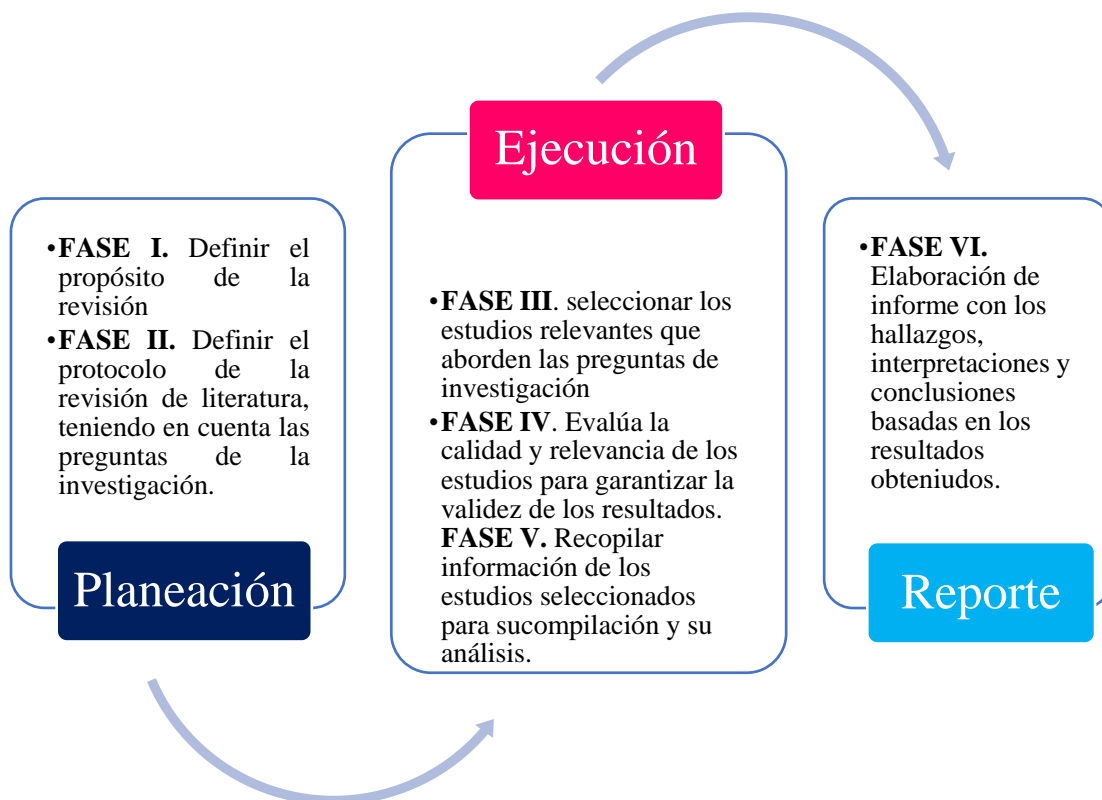 •FASE I. Definir el
propósito de la
revisión
•FASE II. Definir el
protocolo de la
revisión de literatura,
teniendo en cuenta las
preguntas de la
investigación.
Planeación
Ejecución
•FASE III. seleccionar los
estudios relevantes que
aborden las preguntas de
investigación
•FASE IV. Evalúa la
calidad y relevancia de los
estudios para garantizar la
validez de los resultados.
FASE V. Recopilar
información de los
estudios seleccionados
para sucompilación y su
análisis.
•FASE VI.
Elaboración de
informe con los
hallazgos,
interpretaciones y
conclusiones
basadas en los
resultados
obteniudos.
Reporte